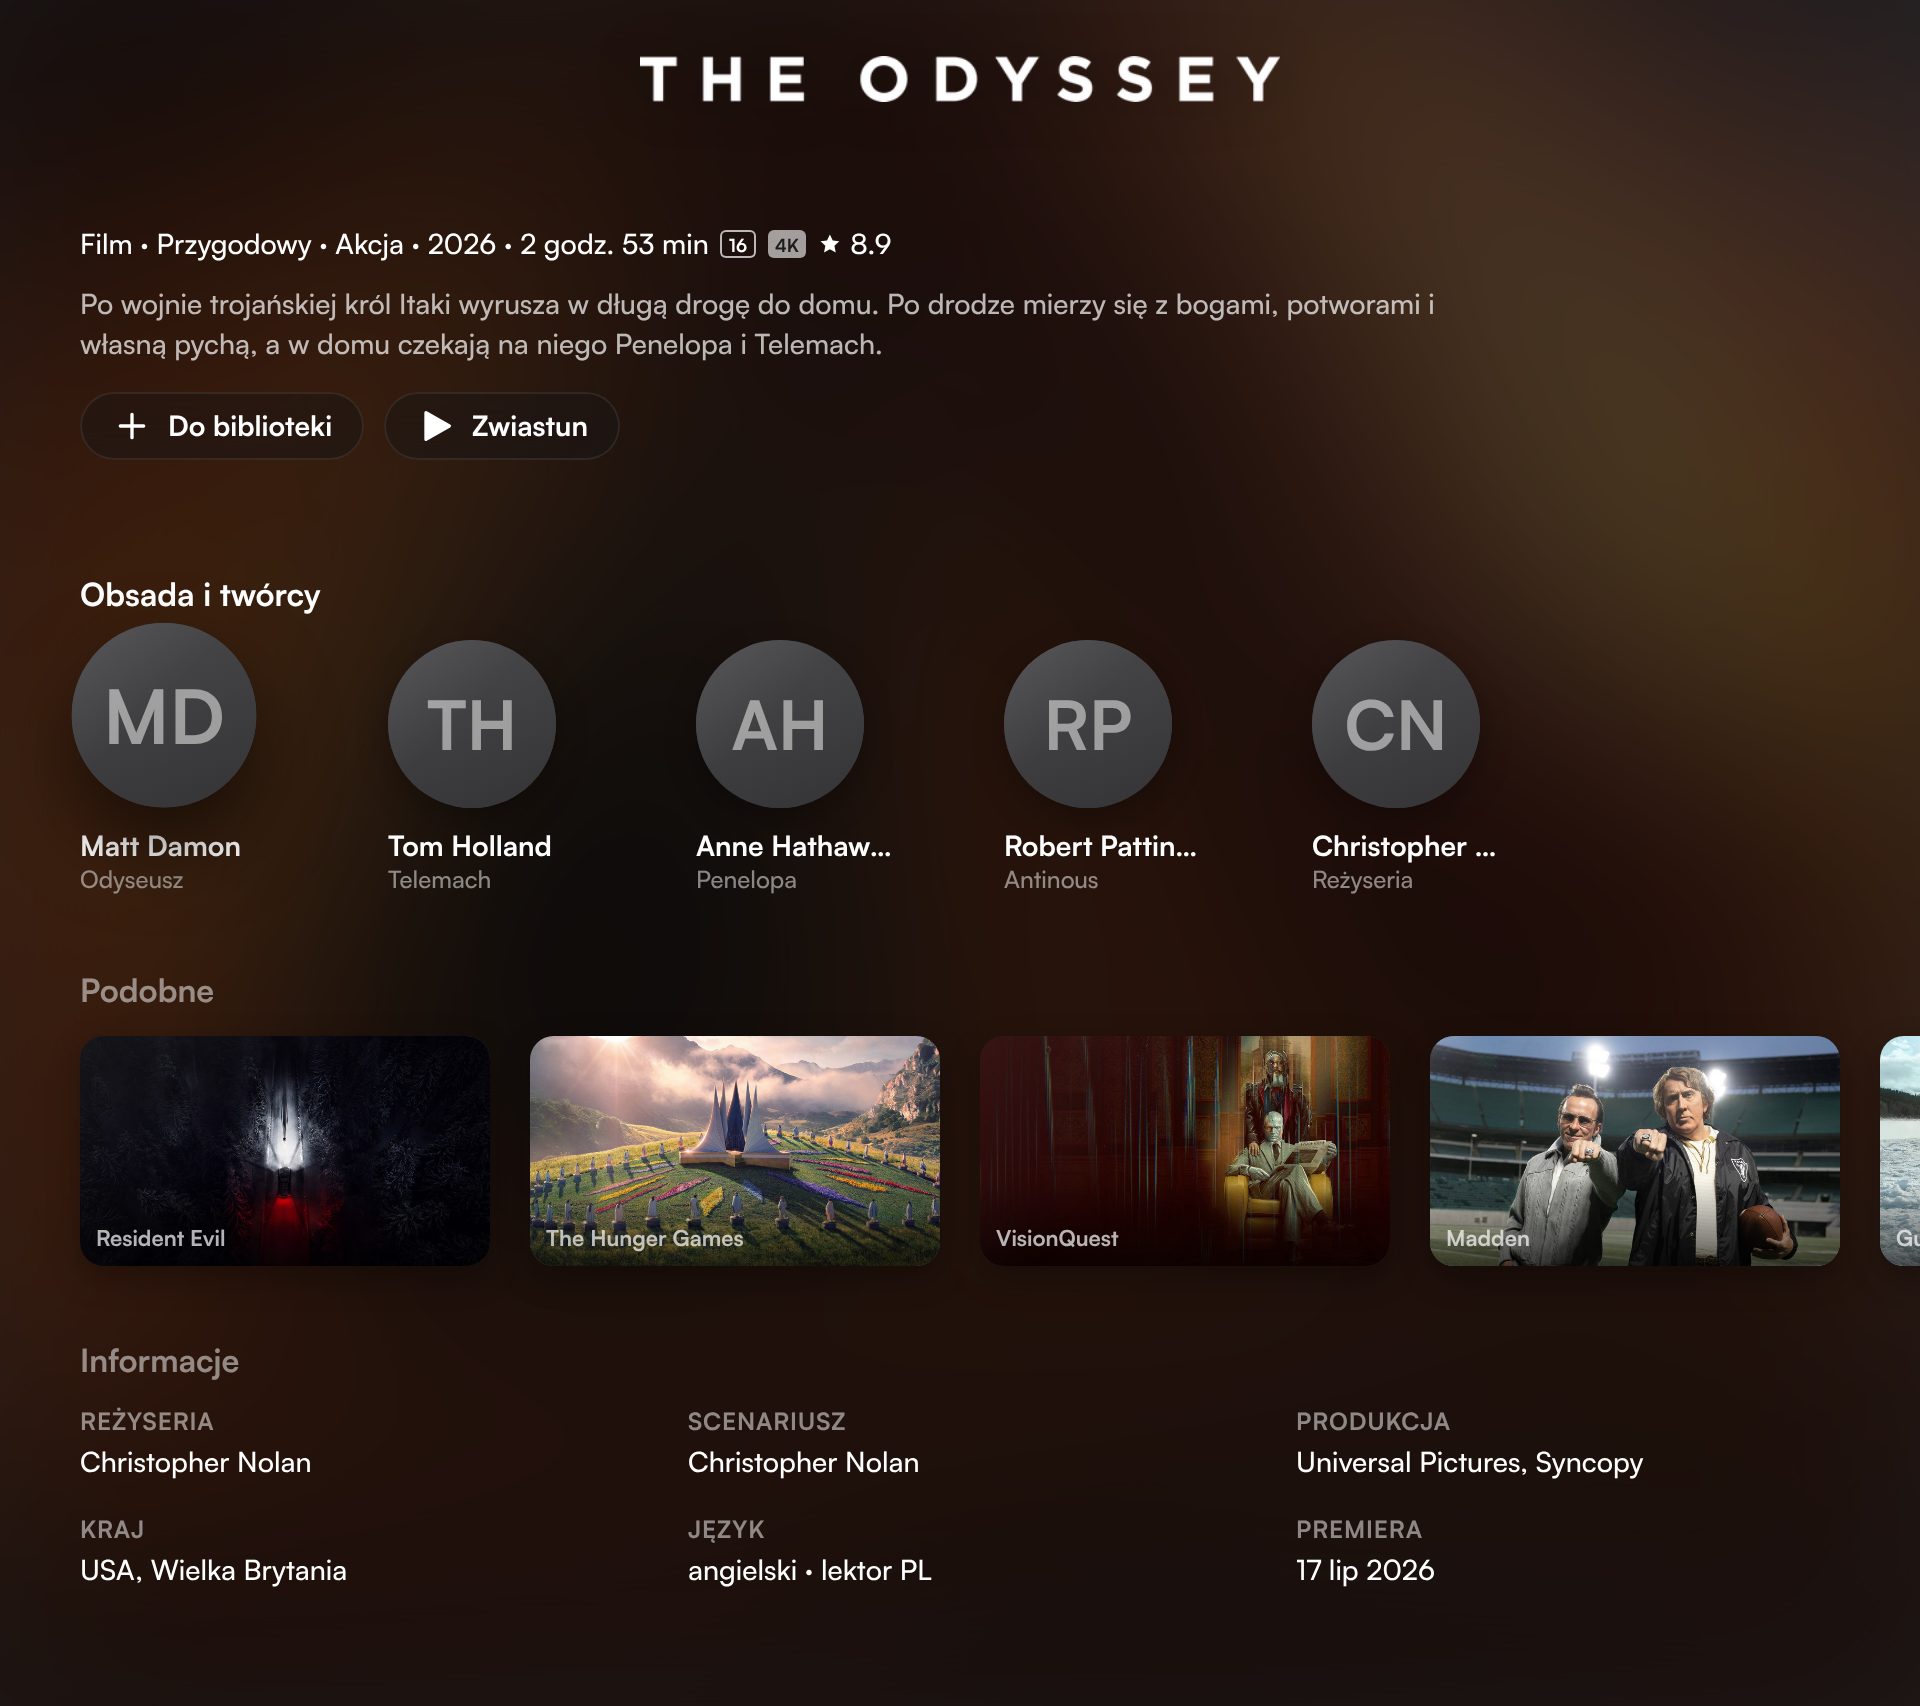 THE ODYSSEY
Film · Przygodowy · Akcja · 2026 · 2 godz. 53 min 16 4K ★ 8.9
Po wojnie trojańskiej król Itaki wyrusza w długą drogę do domu. Po drodze mierzy się z bogami, potworami i
własną pychą, a w domu czekają na niego Penelopa i Telemach.
Do biblioteki
Zwiastun
Obsada i twórcy
MD
TH
AH
RP
CN
Matt Damon
Odyseusz
Tom Holland
Telemach
Anne Hathaw...
Penelopa
Robert Pattin...
Antinous
Christopher ...
Reżyseria
Podobne
Resident Evil
The Hunger Games
VisionQuest
Madden
Gu
Informacje
REŻYSERIA
Christopher Nolan
SCENARIUSZ
Christopher Nolan
PRODUKCJA
Universal Pictures, Syncopy
KRAJ
USA, Wielka Brytania
JĘZYK
angielski · lektor PL
PREMIERA
17 lip 2026